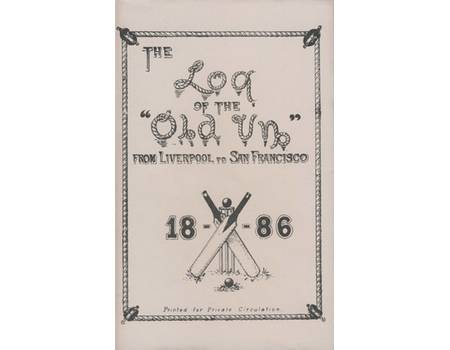 THE
Log
OF THE
"Old Un"
FROM LIVERPOOL TO SAN FRANCISCO
18-86
Printed for Private Circulation